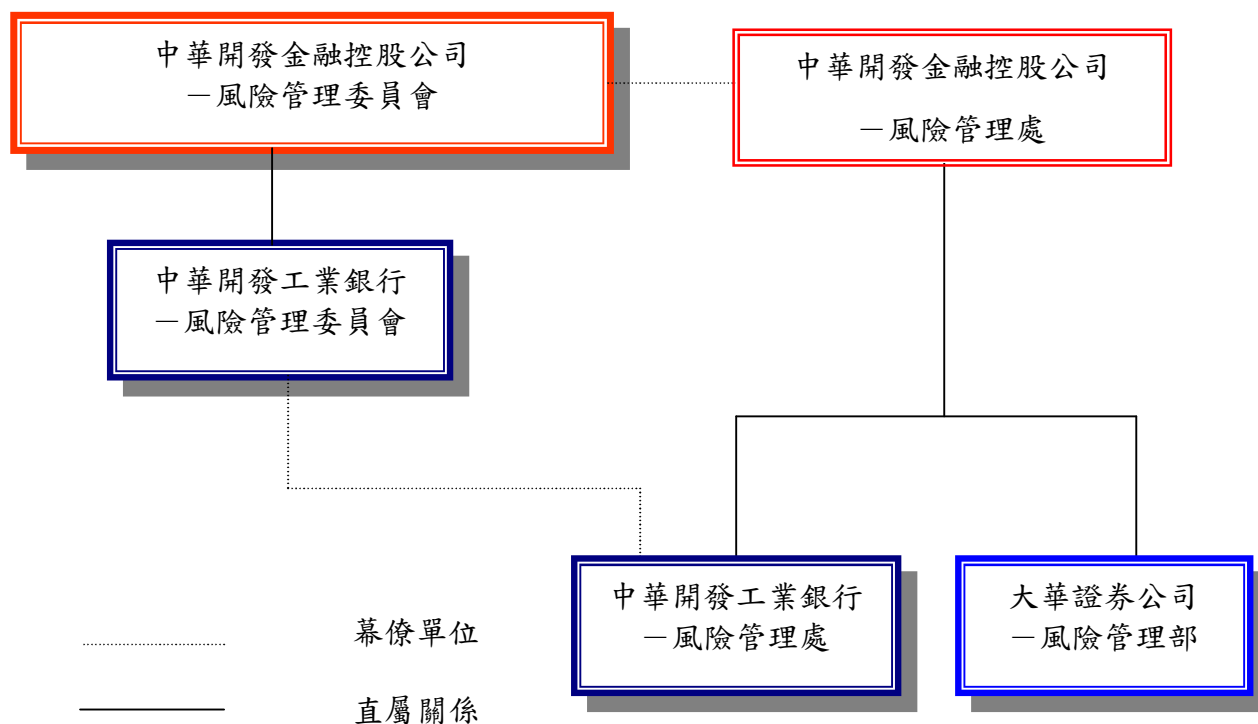 中華開發金融控股公司
－風險管理委員會
中華開發金融控股公司
－風險管理處
中華開發工業銀行
－風險管理委員會
中華開發工業銀行
－風險管理處
大華證券公司
－風險管理部
幕僚單位
直屬關係